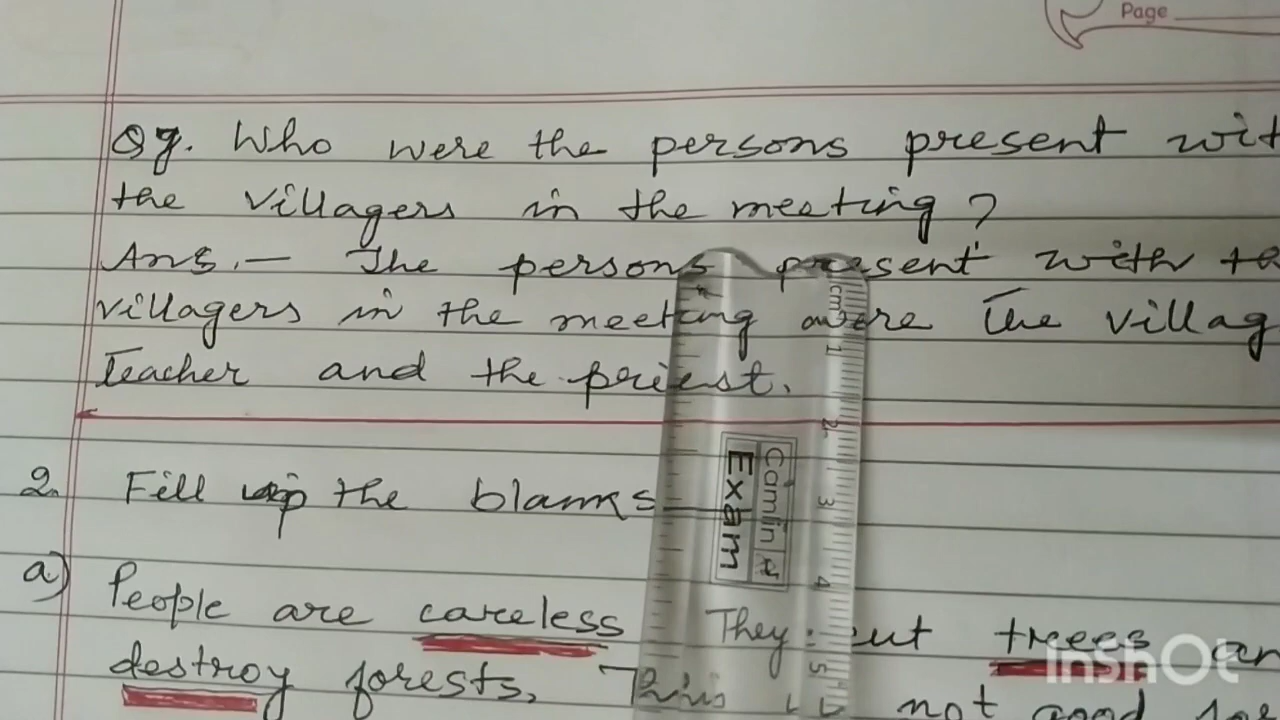 Page
Q7. Who were the persons present wit
the villagers in the meeting?
Ans.— The persons present with
villagers in the meeting were The villag
Teacher and the priest.
2. Fill up the blanks
a) People are careless They cut trees an
destroy forests, This not good for
cm 1 2 3 4 5
Camlin
Exam
InShOt